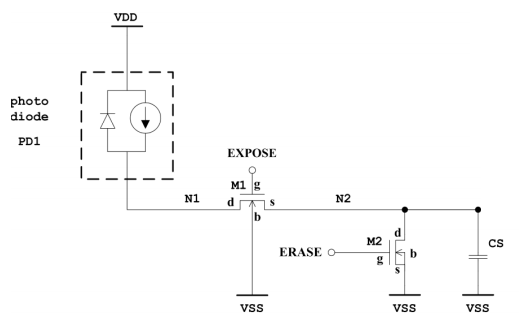 VDD
photo
diode
PD1
EXPOSE
M1 g
N1 d s N2
b
d
CS
ERASE M2 b
g
s
VSS VSS VSS